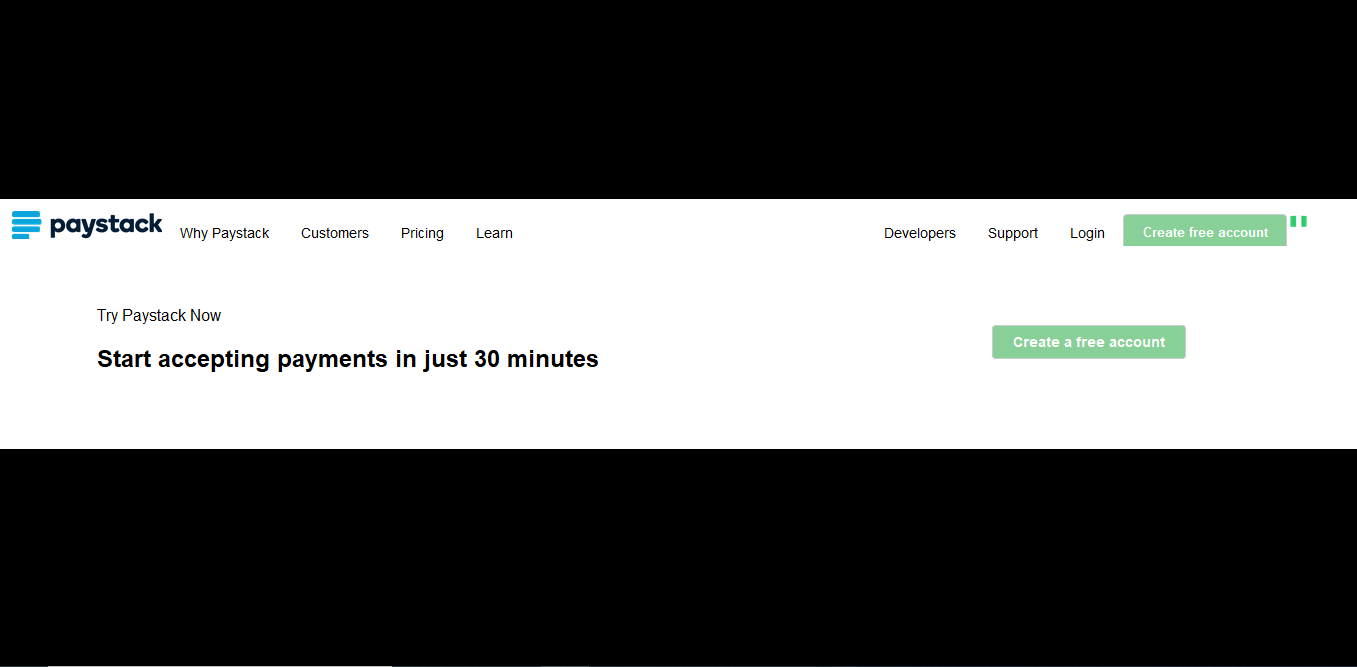 paystack Why Paystack Customers Pricing Learn Developers Support Login Create free account "
Try Paystack Now
Start accepting payments in just 30 minutes
Create a free account